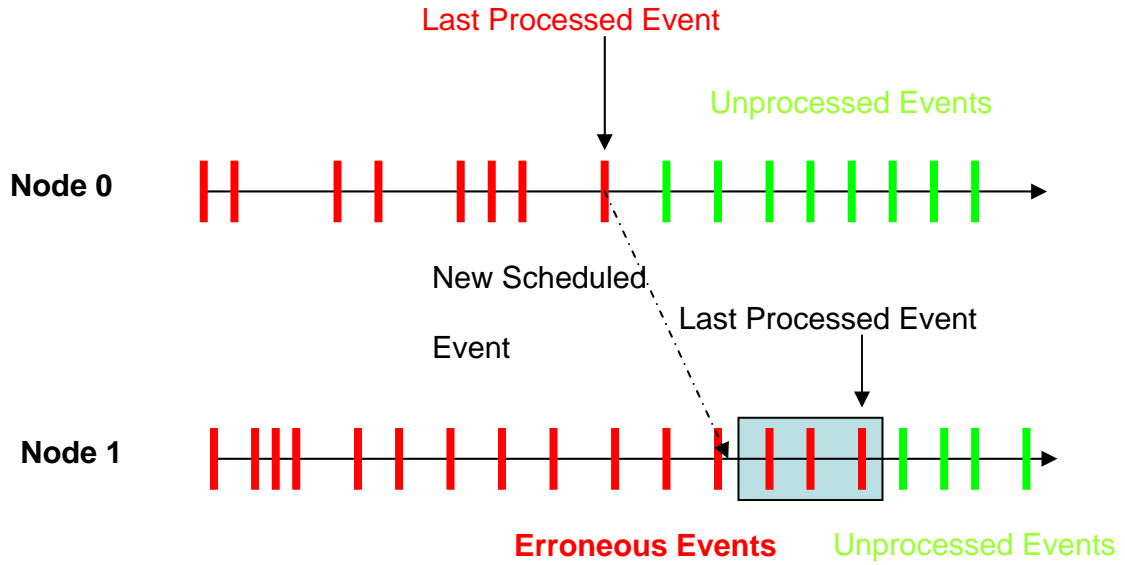 Last Processed Event
Unprocessed Events
Node 0
New Scheduled
Event
Last Processed Event
Node 1
Erroneous Events
Unprocessed Events